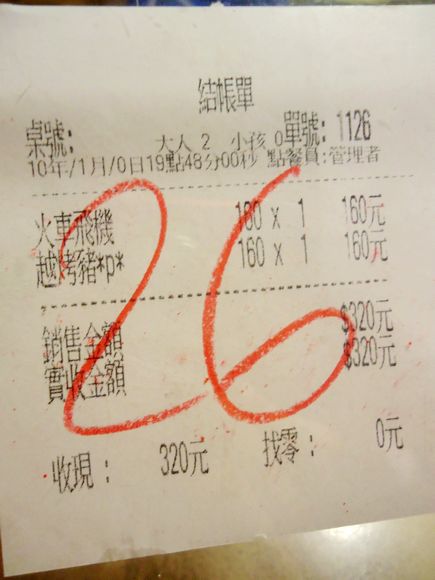 結帳單
桌號: 大人 2 小孩 0 單號: 1126
10年/1月/0日19點48分00秒 點餐員:管理者
火車飛機 160 x 1 160元
越烤豬*p* 160 x 1 160元
銷售金額 $320元
實收金額 $320元
收現: 320元 找零: 0元
26